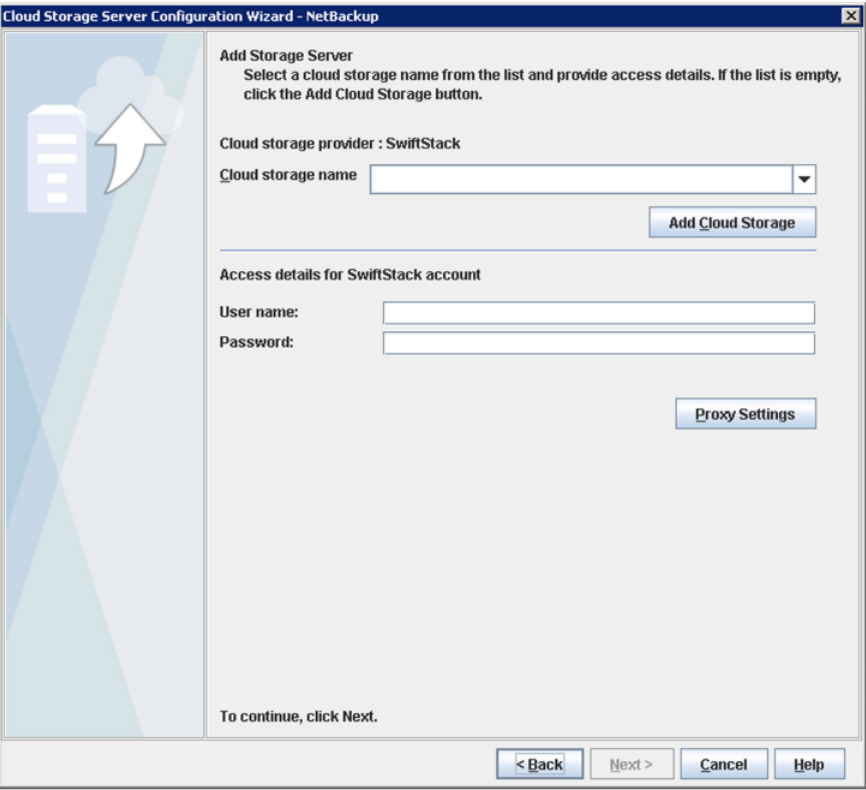 Cloud Storage Server Configuration Wizard - NetBackup
Add Storage Server
Select a cloud storage name from the list and provide access details. If the list is empty,
click the Add Cloud Storage button.
Cloud storage provider : SwiftStack
Cloud storage name
Add Cloud Storage
Access details for SwiftStack account
User name:
Password:
Proxy Settings
To continue, click Next.
< Back Next > Cancel Help